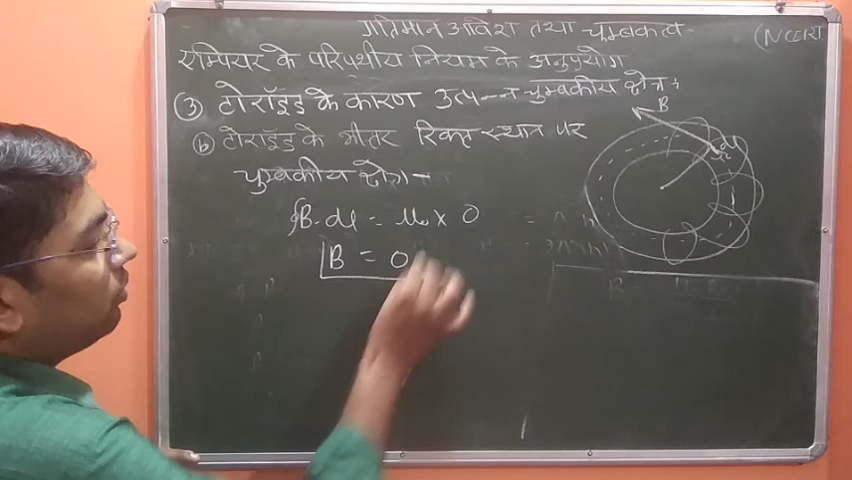 गतिमान आवेश तथा चुम्बकत्व
(NCERT
एम्पियर के परिपथीय नियम के अनुप्रयोग
③ टोरॉइड के कारण उत्पन्न चुम्बकीय क्षेत्र :
B
ⓑ टोरॉइड के भीतर रिक्त स्थान पर
dl
चुम्बकीय क्षेत्र -
∮B·dl = μ₀ × 0
B = 0